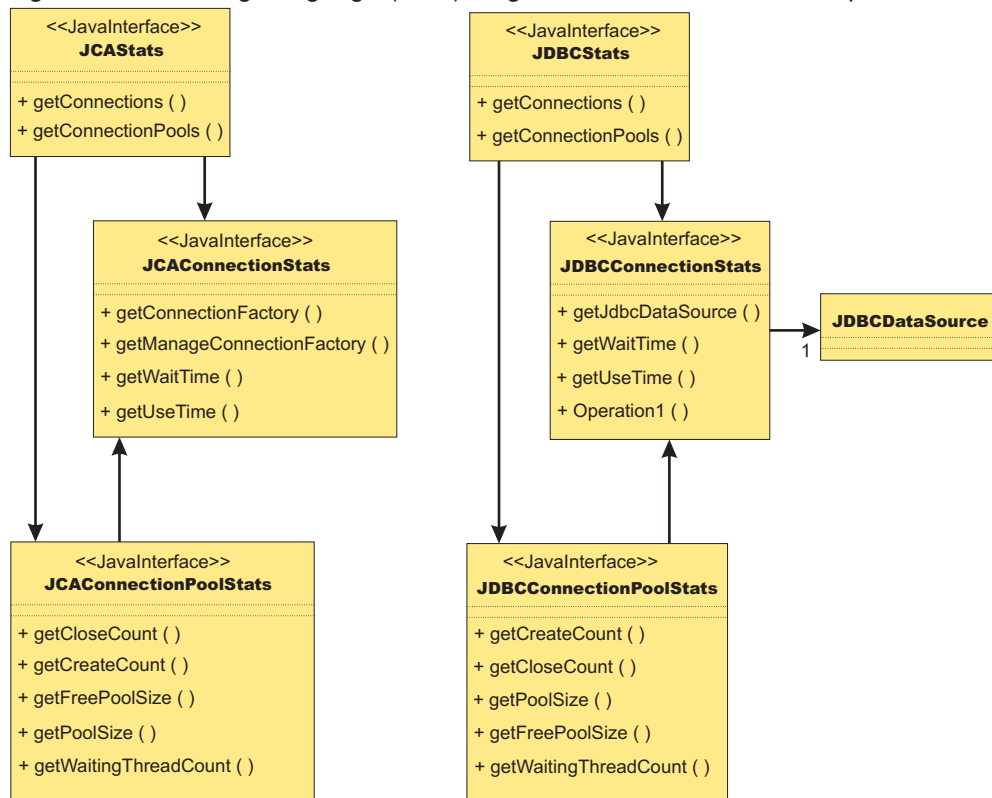 <<JavaInterface>>
JCAStats
+ getConnections ( )
+ getConnectionPools ( )
<<JavaInterface>>
JDBCStats
+ getConnections ( )
+ getConnectionPools ( )
<<JavaInterface>>
JCAConnectionStats
+ getConnectionFactory ( )
+ getManageConnectionFactory ( )
+ getWaitTime ( )
+ getUseTime ( )
<<JavaInterface>>
JDBCConnectionStats
+ getJdbcDataSource ( )
+ getWaitTime ( )
+ getUseTime ( )
+ Operation1 ( )
1
JDBCDataSource
<<JavaInterface>>
JCAConnectionPoolStats
+ getCloseCount ( )
+ getCreateCount ( )
+ getFreePoolSize ( )
+ getPoolSize ( )
+ getWaitingThreadCount ( )
<<JavaInterface>>
JDBCConnectionPoolStats
+ getCreateCount ( )
+ getCloseCount ( )
+ getPoolSize ( )
+ getFreePoolSize ( )
+ getWaitingThreadCount ( )